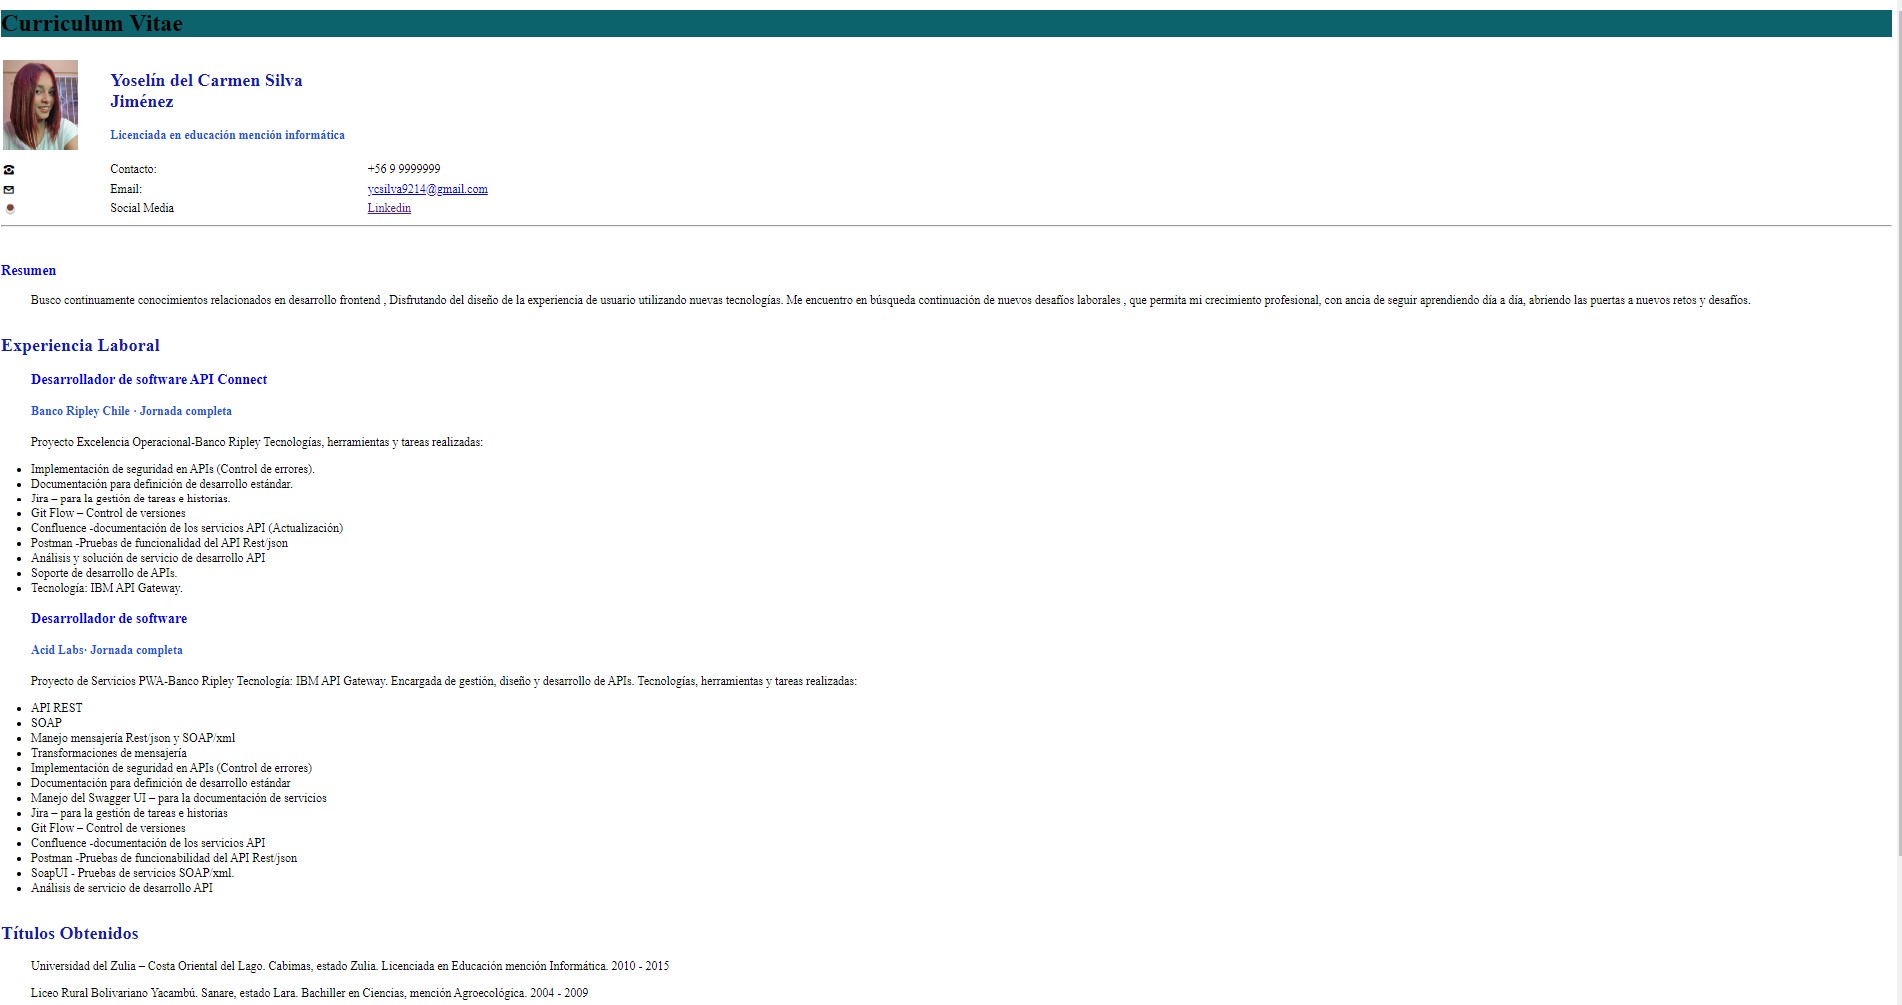 Curriculum Vitae
Yoselín del Carmen Silva
Jiménez
Licenciada en educación mención informática
Contacto: +56 9 9999999
Email: ycsilva9214@gmail.com
Social Media Linkedin
Resumen
Busco continuamente conocimientos relacionados en desarrollo frontend , Disfrutando del diseño de la experiencia de usuario utilizando nuevas tecnologías. Me encuentro en búsqueda continuación de nuevos desafíos laborales , que permita mi crecimiento profesional, con ancia de seguir aprendiendo día a día, abriendo las puertas a nuevos retos y desafíos.
Experiencia Laboral
Desarrollador de software API Connect
Banco Ripley Chile · Jornada completa
Proyecto Excelencia Operacional-Banco Ripley Tecnologías, herramientas y tareas realizadas:
• Implementación de seguridad en APIs (Control de errores).
• Documentación para definición de desarrollo estándar.
• Jira – para la gestión de tareas e historias.
• Git Flow – Control de versiones
• Confluence -documentación de los servicios API (Actualización)
• Postman -Pruebas de funcionalidad del API Rest/json
• Análisis y solución de servicio de desarrollo API
• Soporte de desarrollo de APIs.
• Tecnología: IBM API Gateway.
Desarrollador de software
Acid Labs· Jornada completa
Proyecto de Servicios PWA-Banco Ripley Tecnología: IBM API Gateway. Encargada de gestión, diseño y desarrollo de APIs. Tecnologías, herramientas y tareas realizadas:
• API REST
• SOAP
• Manejo mensajería Rest/json y SOAP/xml
• Transformaciones de mensajería
• Implementación de seguridad en APIs (Control de errores)
• Documentación para definición de desarrollo estándar
• Manejo del Swagger UI – para la documentación de servicios
• Jira – para la gestión de tareas e historias
• Git Flow – Control de versiones
• Confluence -documentación de los servicios API
• Postman -Pruebas de funcionabilidad del API Rest/json
• SoapUI - Pruebas de servicios SOAP/xml.
• Análisis de servicio de desarrollo API
Títulos Obtenidos
Universidad del Zulia – Costa Oriental del Lago. Cabimas, estado Zulia. Licenciada en Educación mención Informática. 2010 - 2015
Liceo Rural Bolivariano Yacambú. Sanare, estado Lara. Bachiller en Ciencias, mención Agroecológica. 2004 - 2009